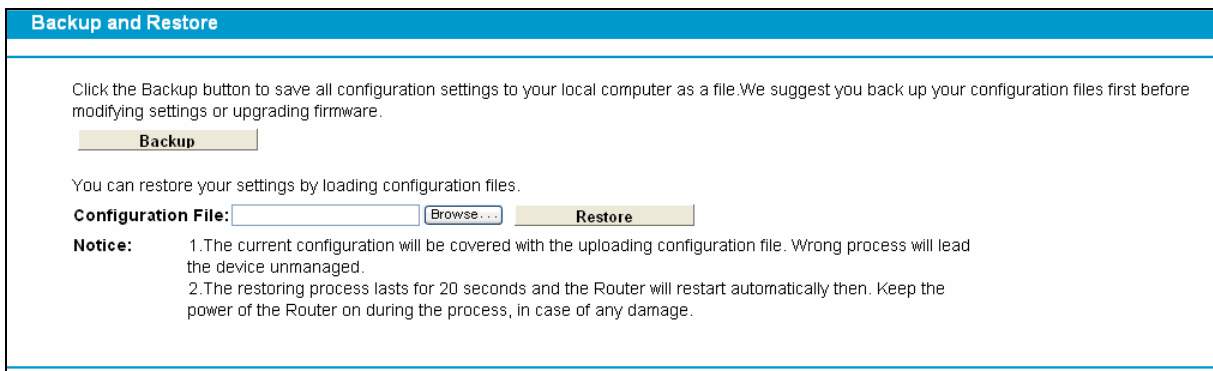 Backup and Restore
Click the Backup button to save all configuration settings to your local computer as a file.We suggest you back up your configuration files first before
modifying settings or upgrading firmware.
Backup
You can restore your settings by loading configuration files.
Configuration File: Browse... Restore
Notice: 1.The current configuration will be covered with the uploading configuration file. Wrong process will lead
the device unmanaged.
2.The restoring process lasts for 20 seconds and the Router will restart automatically then. Keep the
power of the Router on during the process, in case of any damage.